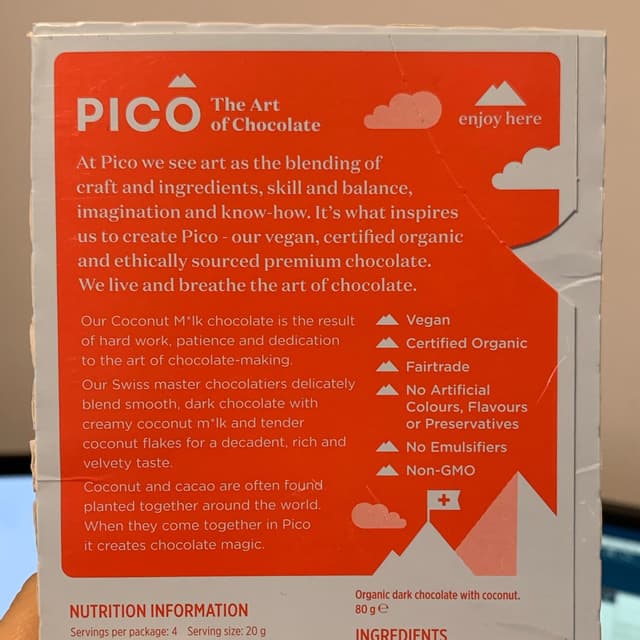 PICO The Art
of Chocolate
enjoy here
At Pico we see art as the blending of
craft and ingredients, skill and balance,
imagination and know-how. It's what inspires
us to create Pico - our vegan, certified organic
and ethically sourced premium chocolate.
We live and breathe the art of chocolate.
Our Coconut M*lk chocolate is the result
of hard work, patience and dedication
to the art of chocolate-making.
Our Swiss master chocolatiers delicately
blend smooth, dark chocolate with
creamy coconut m*lk and tender
coconut flakes for a decadent, rich and
velvety taste.
Coconut and cacao are often found
planted together around the world.
When they come together in Pico
it creates chocolate magic.
Vegan
Certified Organic
Fairtrade
No Artificial
Colours, Flavours
or Preservatives
No Emulsifiers
Non-GMO
NUTRITION INFORMATION
Servings per package: 4 Serving size: 20 g
Organic dark chocolate with coconut.
80 g ℮
INGREDIENTS